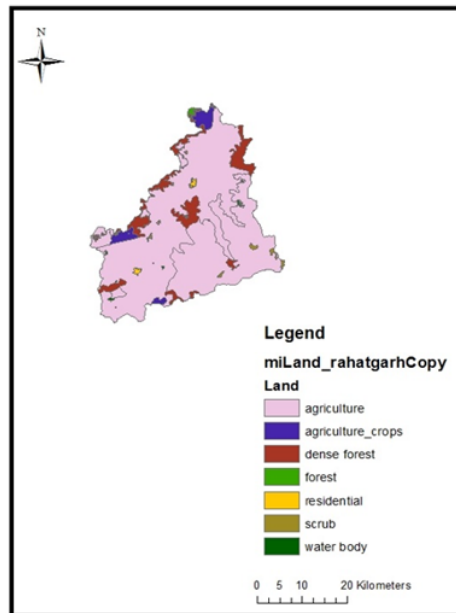 N
Legend
miLand_rahatgarhCopy
Land
agriculture
agriculture_crops
dense forest
forest
residential
scrub
water body
0 5 10 20 Kilometers